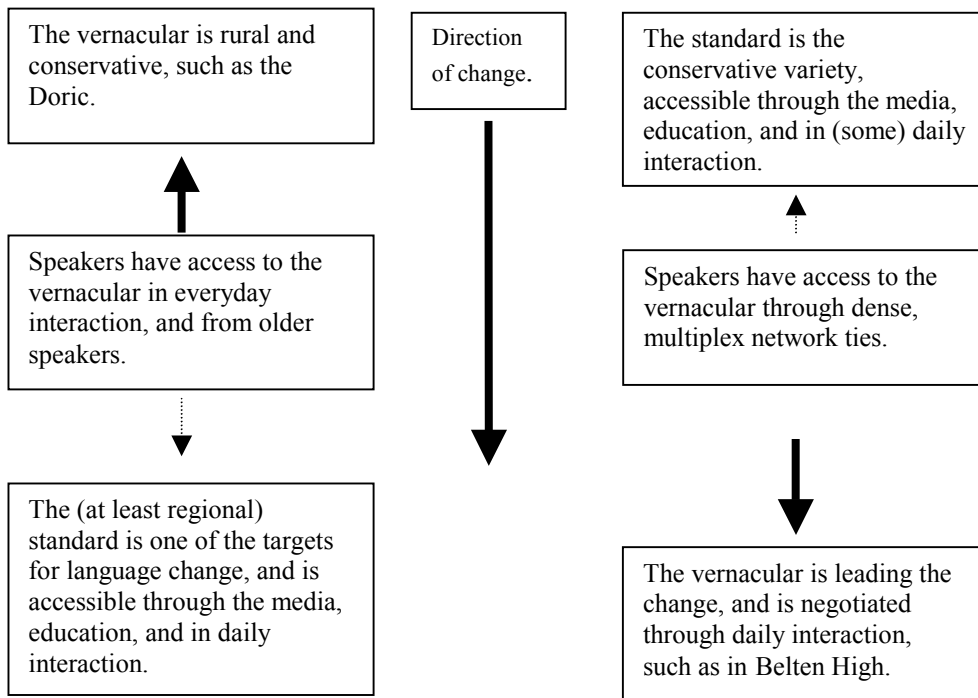 The vernacular is rural and
conservative, such as the
Doric.
Speakers have access to the
vernacular in everyday
interaction, and from older
speakers.
The (at least regional)
standard is one of the targets
for language change, and is
accessible through the media,
education, and in daily
interaction.
Direction
of change.
The standard is the
conservative variety,
accessible through the media,
education, and in (some) daily
interaction.
Speakers have access to the
vernacular through dense,
multiplex network ties.
The vernacular is leading the
change, and is negotiated
through daily interaction,
such as in Belten High.